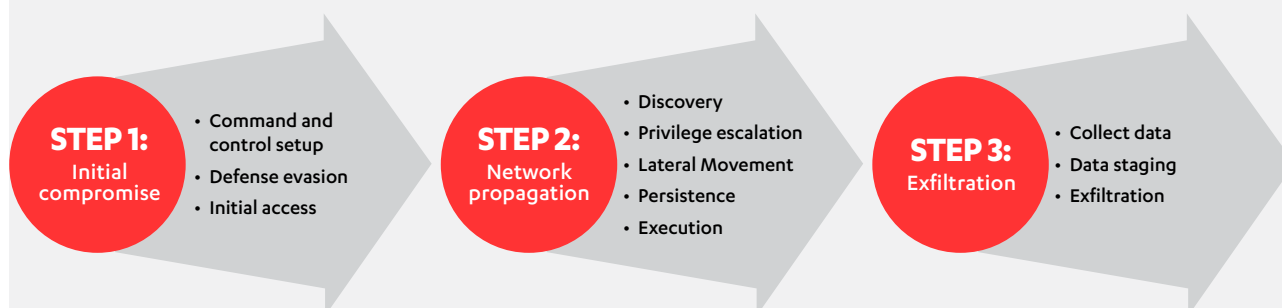 STEP 1:
Initial
compromise
• Command and
control setup
• Defense evasion
• Initial access
STEP 2:
Network
propagation
• Discovery
• Privilege escalation
• Lateral Movement
• Persistence
• Execution
STEP 3:
Exfiltration
• Collect data
• Data staging
• Exfiltration